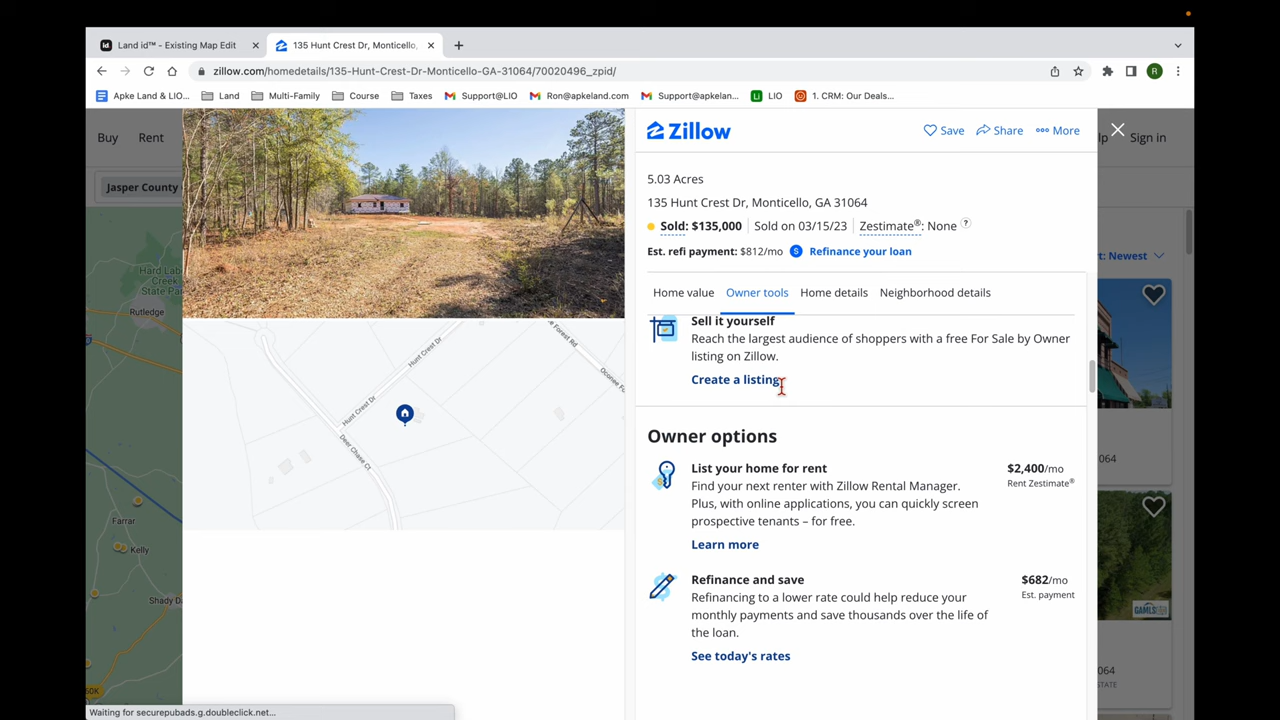 Land id™ - Existing Map Edit
135 Hunt Crest Dr, Monticello,
zillow.com/homedetails/135-Hunt-Crest-Dr-Monticello-GA-31064/70020496_zpid/
R
Apke Land & LIO...
Land
Multi-Family
Course
Taxes
Support@LIO
Ron@apkeland.com
Support@apkelan...
LIO
1. CRM: Our Deals...
Buy
Rent
Zillow
Save
Share
More
lp
Sign in
Jasper County
5.03 Acres
135 Hunt Crest Dr, Monticello, GA 31064
Sold: $135,000
Sold on 03/15/23
Zestimate®: None
?
Est. refi payment: $812/mo
$
Refinance your loan
t: Newest
Home value
Owner tools
Home details
Neighborhood details
Hard Lab
Creek
State Par
Rutledge
Farrar
Kelly
Shady D
60K
Hunt Crest Dr
Hunt Crest Dr
Deer Chase Ct
e Forest Rd
Oconee F
Sell it yourself
Reach the largest audience of shoppers with a free For Sale by Owner
listing on Zillow.
Create a listing
Owner options
List your home for rent
$2,400/mo
Rent Zestimate®
Find your next renter with Zillow Rental Manager.
Plus, with online applications, you can quickly screen
prospective tenants – for free.
Learn more
Refinance and save
$682/mo
Est. payment
Refinancing to a lower rate could help reduce your
monthly payments and save thousands over the life of
the loan.
See today's rates
064
GAMLS
064
STATE
Waiting for securepubads.g.doubleclick.net...